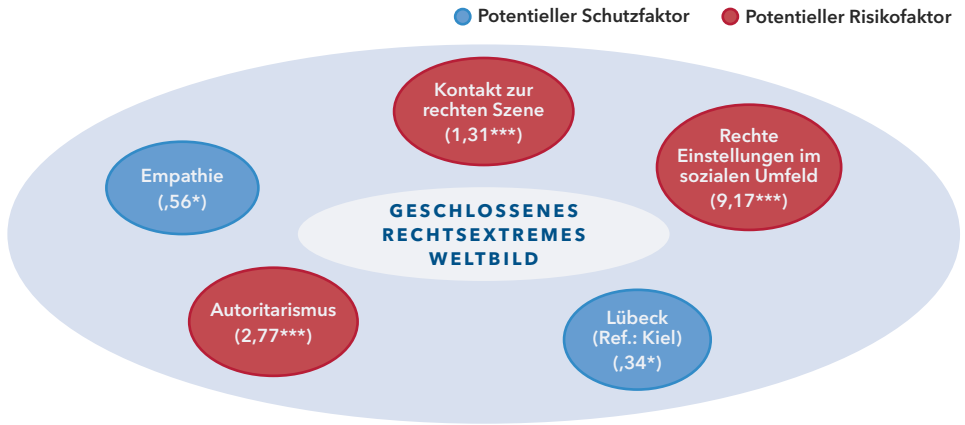 Potentieller Schutzfaktor
Potentieller Risikofaktor
Kontakt zur
rechten Szene
(1,31***)
Rechte
Einstellungen im
sozialen Umfeld
(9,17***)
Empathie
(,56*)
GESCHLOSSENES
RECHTSEXTREMES
WELTBILD
Autoritarismus
(2,77***)
Lübeck
(Ref.: Kiel)
(,34*)